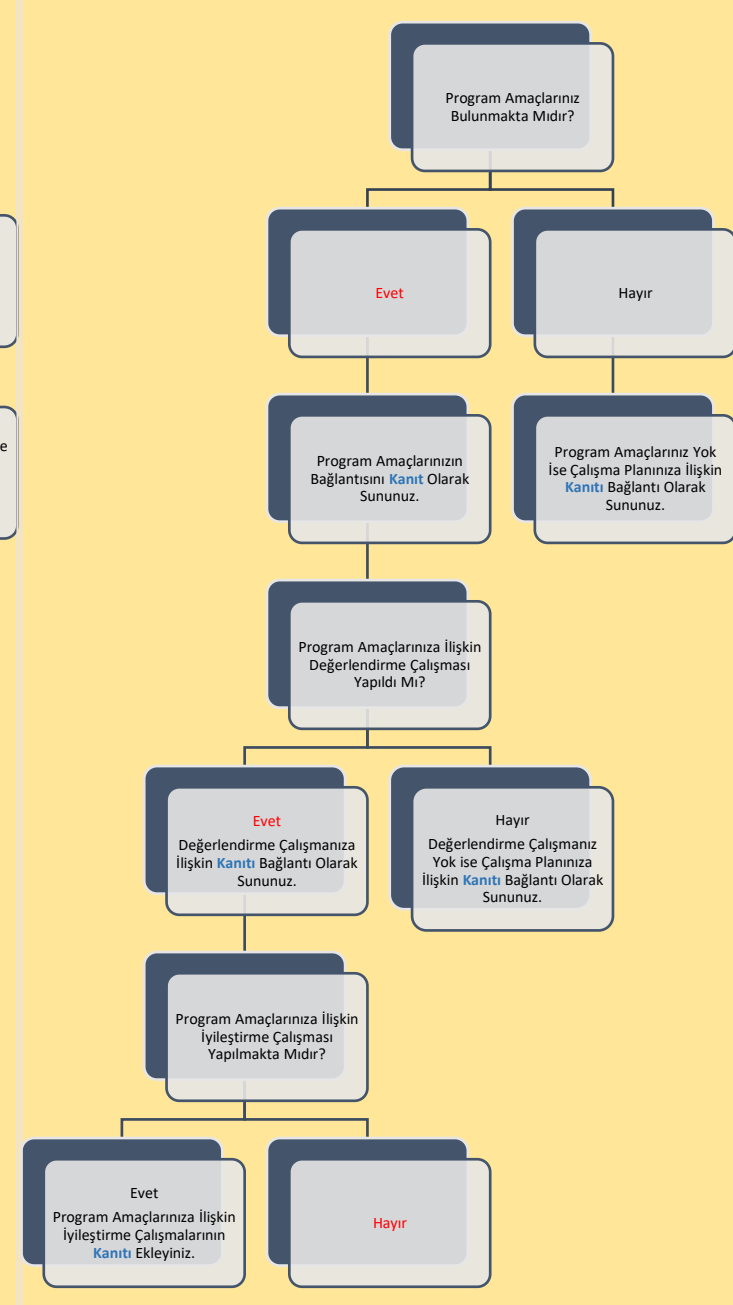 Program Amaçlarınız
Bulunmakta Mıdır?
Evet
Hayır
e
Program Amaçlarınızın
Bağlantısını Kanıt Olarak
Sununuz.
Program Amaçlarınız Yok
İse Çalışma Planınıza İlişkin
Kanıtı Bağlantı Olarak
Sununuz.
Program Amaçlarınıza İlişkin
Değerlendirme Çalışması
Yapıldı Mı?
Evet
Değerlendirme Çalışmanıza
İlişkin Kanıtı Bağlantı Olarak
Sununuz.
Hayır
Değerlendirme Çalışmanız
Yok ise Çalışma Planınıza
İlişkin Kanıtı Bağlantı Olarak
Sununuz.
Program Amaçlarınıza İlişkin
İyileştirme Çalışması
Yapılmakta Mıdır?
Evet
Program Amaçlarınıza İlişkin
İyileştirme Çalışmalarının
Kanıtı Ekleyiniz.
Hayır